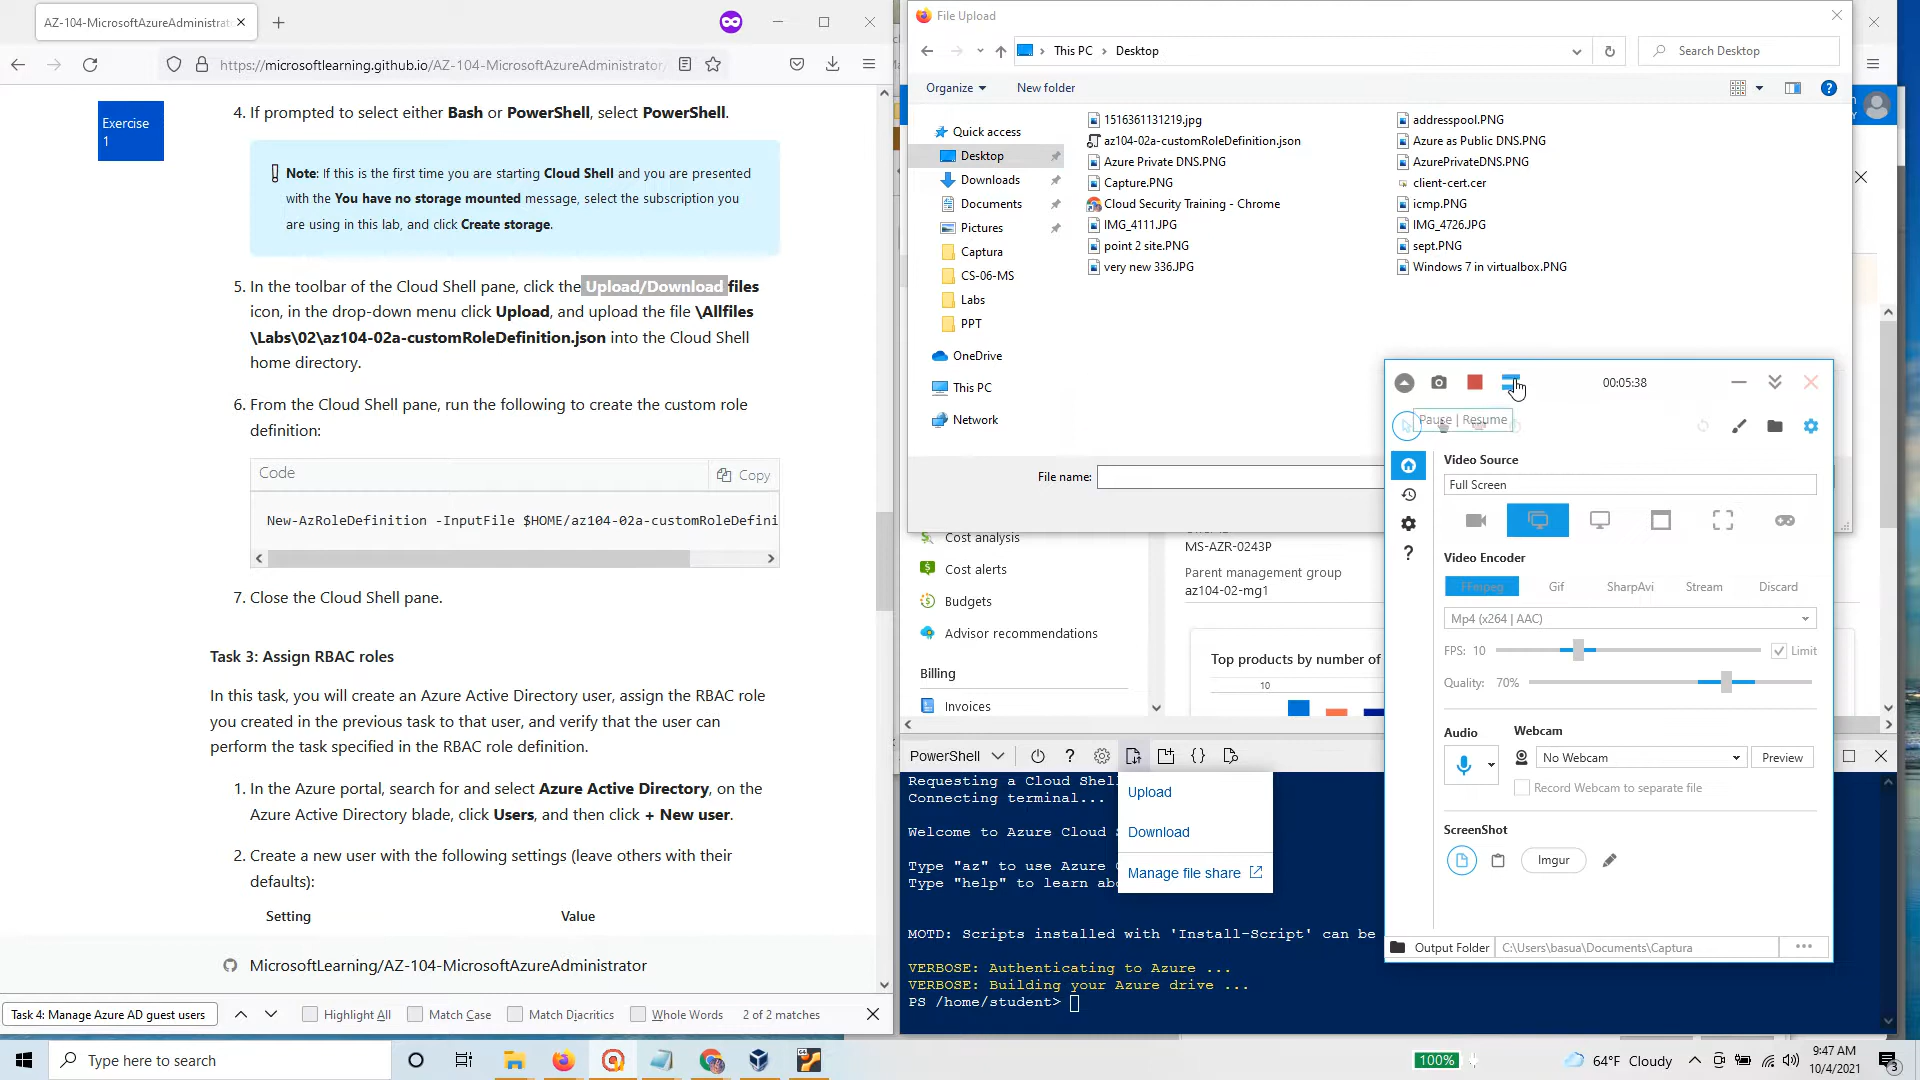 AZ-104-MicrosoftAzureAdministrat
https://microsoftlearning.github.io/AZ-104-MicrosoftAzureAdministrator/
Exercise
1
4. If prompted to select either Bash or PowerShell, select PowerShell.
Note: If this is the first time you are starting Cloud Shell and you are presented
with the You have no storage mounted message, select the subscription you
are using in this lab, and click Create storage.
5. In the toolbar of the Cloud Shell pane, click the Upload/Download files
icon, in the drop-down menu click Upload, and upload the file \Allfiles
\Labs\02\az104-02a-customRoleDefinition.json into the Cloud Shell
home directory.
6. From the Cloud Shell pane, run the following to create the custom role
definition:
Code
Copy
New-AzRoleDefinition -InputFile $HOME/az104-02a-customRoleDefini
7. Close the Cloud Shell pane.
Task 3: Assign RBAC roles
In this task, you will create an Azure Active Directory user, assign the RBAC role
you created in the previous task to that user, and verify that the user can
perform the task specified in the RBAC role definition.
1. In the Azure portal, search for and select Azure Active Directory, on the
Azure Active Directory blade, click Users, and then click + New user.
2. Create a new user with the following settings (leave others with their
defaults):
Setting Value
MicrosoftLearning/AZ-104-MicrosoftAzureAdministrator
Task 4: Manage Azure AD guest users
Highlight All
Match Case
Match Diacritics
Whole Words
2 of 2 matches
File Upload
This PC
Desktop
Search Desktop
Organize
New folder
Quick access
Desktop
Downloads
Documents
Pictures
Captura
CS-06-MS
Labs
PPT
OneDrive
This PC
Network
1516361131219.jpg
az104-02a-customRoleDefinition.json
Azure Private DNS.PNG
Capture.PNG
Cloud Security Training - Chrome
IMG_4111.JPG
point 2 site.PNG
very new 336.JPG
addresspool.PNG
Azure as Public DNS.PNG
AzurePrivateDNS.PNG
client-cert.cer
icmp.PNG
IMG_4726.JPG
sept.PNG
Windows 7 in virtualbox.PNG
File name:
Cost analysis
Cost alerts
Budgets
Advisor recommendations
Billing
Invoices
MS-AZR-0243P
Parent management group
az104-02-mg1
Top products by number of
10
PowerShell
Upload
Download
Manage file share
Requesting a Cloud Shell
Connecting terminal...
Welcome to Azure Cloud
Type "az" to use Azure
Type "help" to learn abo
MOTD: Scripts installed with 'Install-Script' can be
VERBOSE: Authenticating to Azure ...
VERBOSE: Building your Azure drive ...
PS /home/student>
00:05:38
Pause | Resume
Video Source
Full Screen
Video Encoder
FFmpeg
Gif
SharpAvi
Stream
Discard
Mp4 (x264 | AAC)
FPS: 10
Limit
Quality: 70%
Audio
Webcam
No Webcam
Preview
Record Webcam to separate file
ScreenShot
Imgur
Output Folder
C:\Users\basua\Documents\Captura
Type here to search
100%
64°F Cloudy
9:47 AM
10/4/2021
3